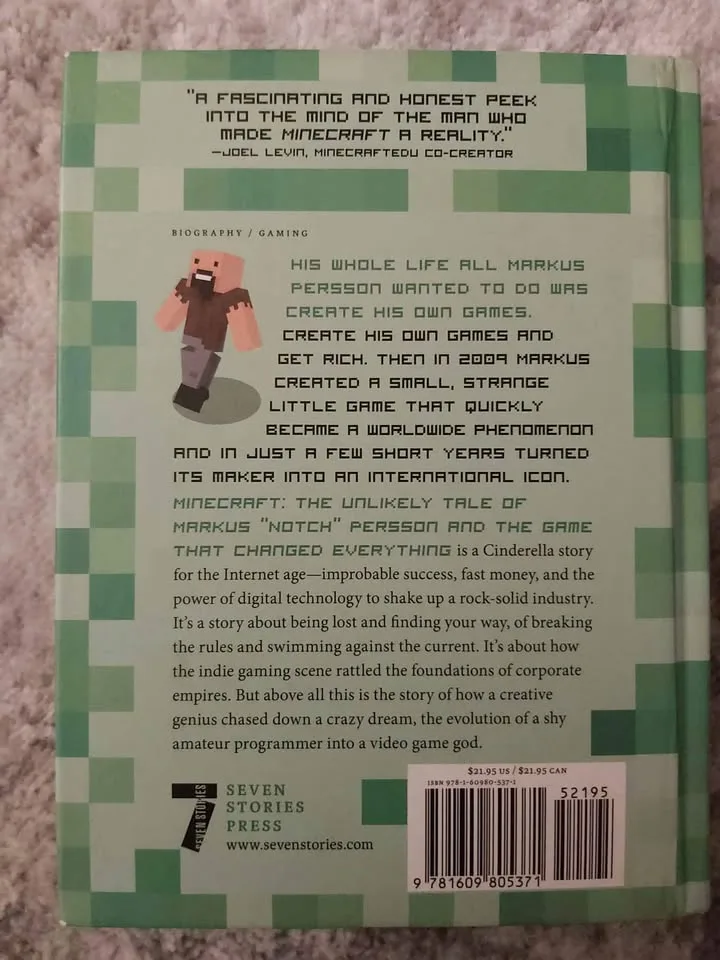 "A FASCINATING AND HONEST PEEK
INTO THE MIND OF THE MAN WHO
MADE MINECRAFT A REALITY."
—JOEL LEVIN, MINECRAFTEDU CO-CREATOR
BIOGRAPHY / GAMING
HIS WHOLE LIFE ALL MARKUS
PERSSON WANTED TO DO WAS
CREATE HIS OWN GAMES.
CREATE HIS OWN GAMES AND
GET RICH. THEN IN 2009 MARKUS
CREATED A SMALL, STRANGE
LITTLE GAME THAT QUICKLY
BECAME A WORLDWIDE PHENOMENON
AND IN JUST A FEW SHORT YEARS TURNED
ITS MAKER INTO AN INTERNATIONAL ICON.
MINECRAFT: THE UNLIKELY TALE OF
MARKUS "NOTCH" PERSSON AND THE GAME
THAT CHANGED EVERYTHING is a Cinderella story
for the Internet age—improbable success, fast money, and the
power of digital technology to shake up a rock-solid industry.
It's a story about being lost and finding your way, of breaking
the rules and swimming against the current. It's about how
the indie gaming scene rattled the foundations of corporate
empires. But above all this is the story of how a creative
genius chased down a crazy dream, the evolution of a shy
amateur programmer into a video game god.
SEVEN STORIES
SEVEN
STORIES
PRESS
www.sevenstories.com
$21.95 US / $21.95 CAN
ISBN 978-1-60980-537-1
52195
9 781609 805371